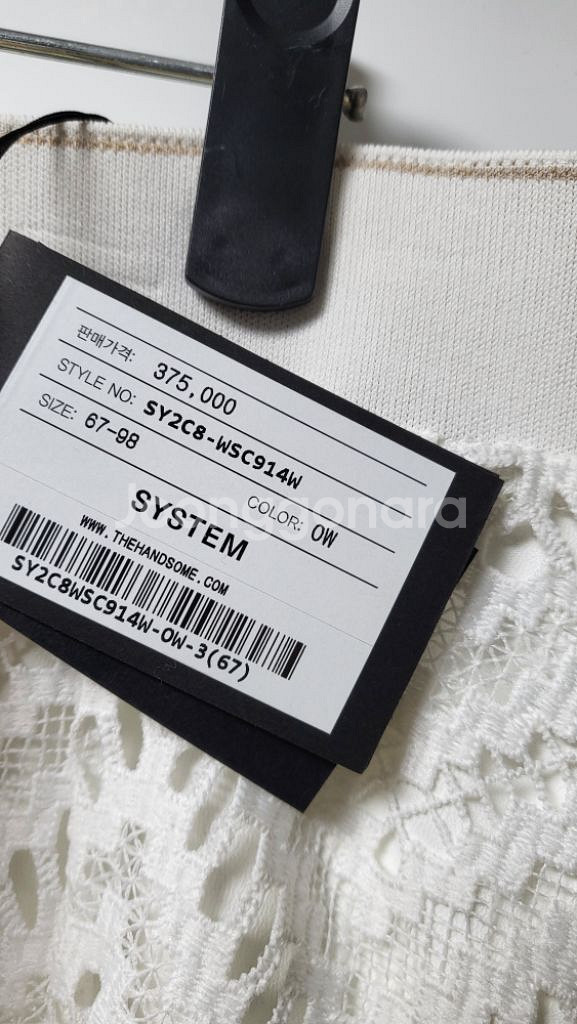 판매가격: 375,000
STYLE NO: SY2C8-WSC914W
SIZE: 67-98
COLOR: OW
SYSTEM
WWW.THEHANDSOME.COM
SY2C8WSC914W-OW-3(67)
Juonggonara